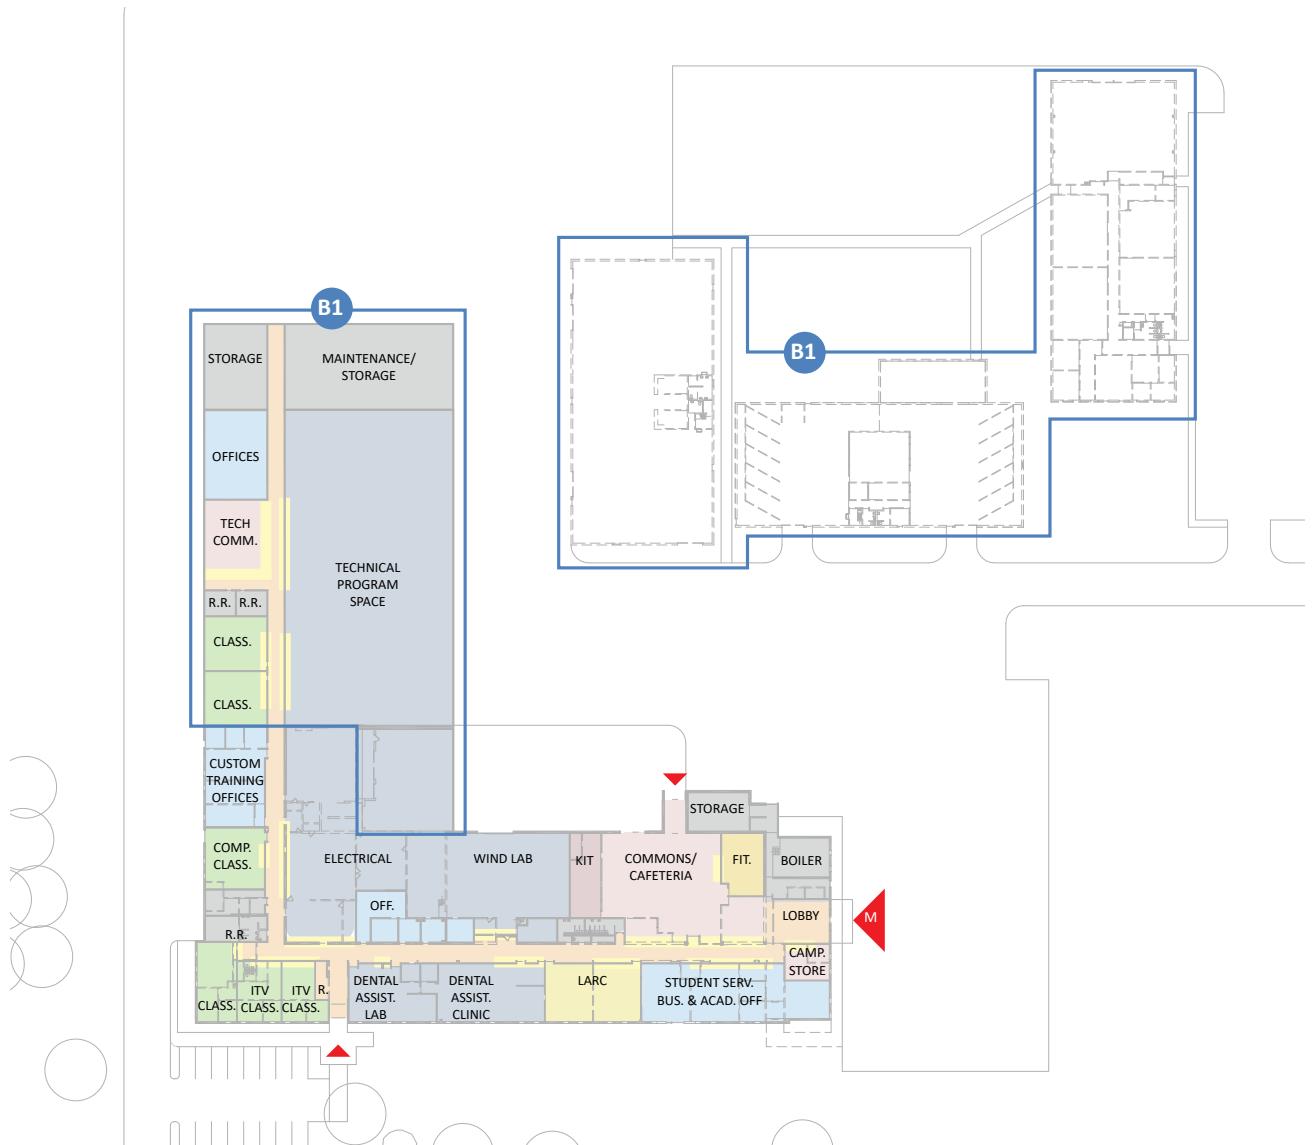 B1
STORAGE
MAINTENANCE/
STORAGE
B1
OFFICES
TECH
COMM.
TECHNICAL
PROGRAM
SPACE
R.R.
R.R.
CLASS.
CLASS.
CUSTOM
TRAINING
OFFICES
STORAGE
COMP.
CLASS.
ELECTRICAL
WIND LAB
KIT
COMMONS/
CAFETERIA
FIT.
BOILER
OFF.
LOBBY
M
R.R.
CAMP.
STORE
CLASS.
ITV
CLASS.
ITV
CLASS.
R.
DENTAL
ASSIST.
LAB
DENTAL
ASSIST.
CLINIC
LARC
STUDENT SERV.
BUS. & ACAD. OFF